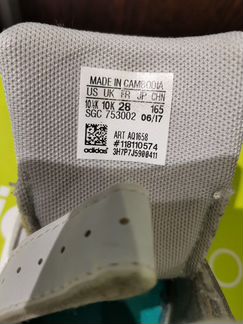 MADE IN CAMBODIA
US UK FR JP CHN
10½K 10K 28 165
SGC 753002 06/17
ART AQ1658
#118110574
3H7P7J5900411
adidas